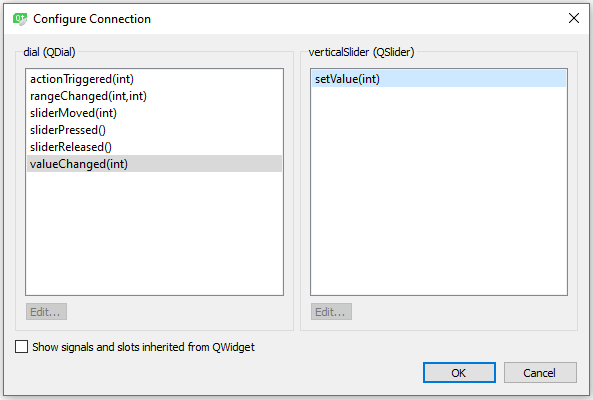 Configure Connection
dial (QDial)
actionTriggered(int)
rangeChanged(int,int)
sliderMoved(int)
sliderPressed()
sliderReleased()
valueChanged(int)
Edit...
verticalSlider (QSlider)
setValue(int)
Edit...
Show signals and slots inherited from QWidget
OK
Cancel